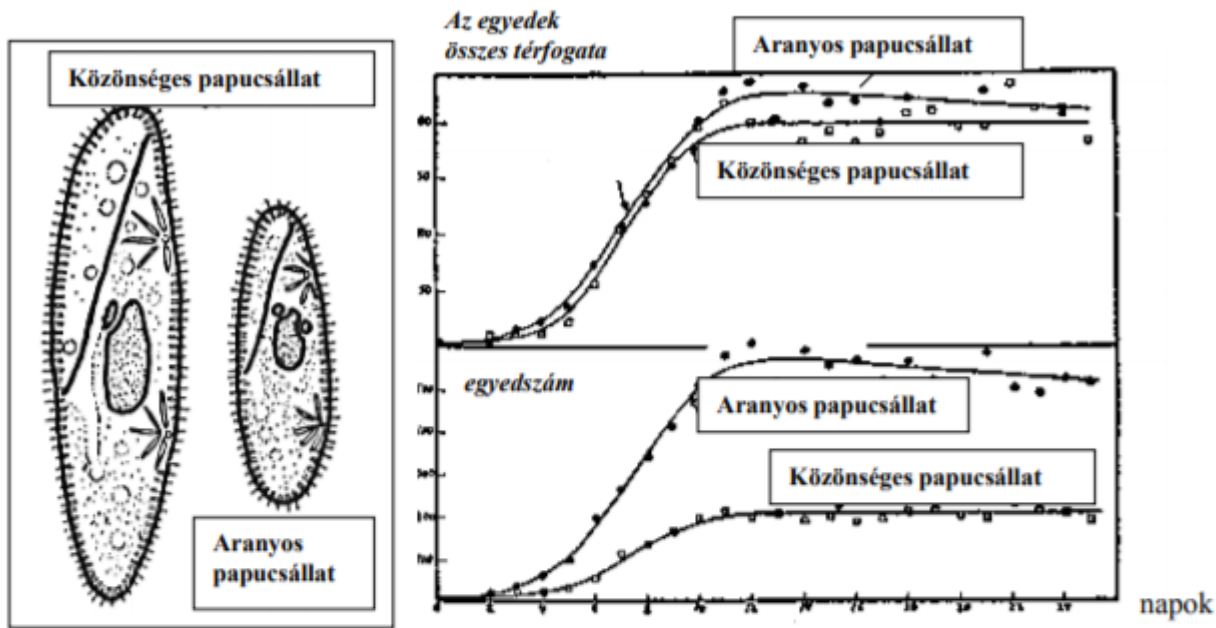 Közönséges papucsállat
Aranyos
papucsállat
Az egyedek
összes térfogata
Aranyos papucsállat
Közönséges papucsállat
egyedszám
Aranyos papucsállat
Közönséges papucsállat
napok